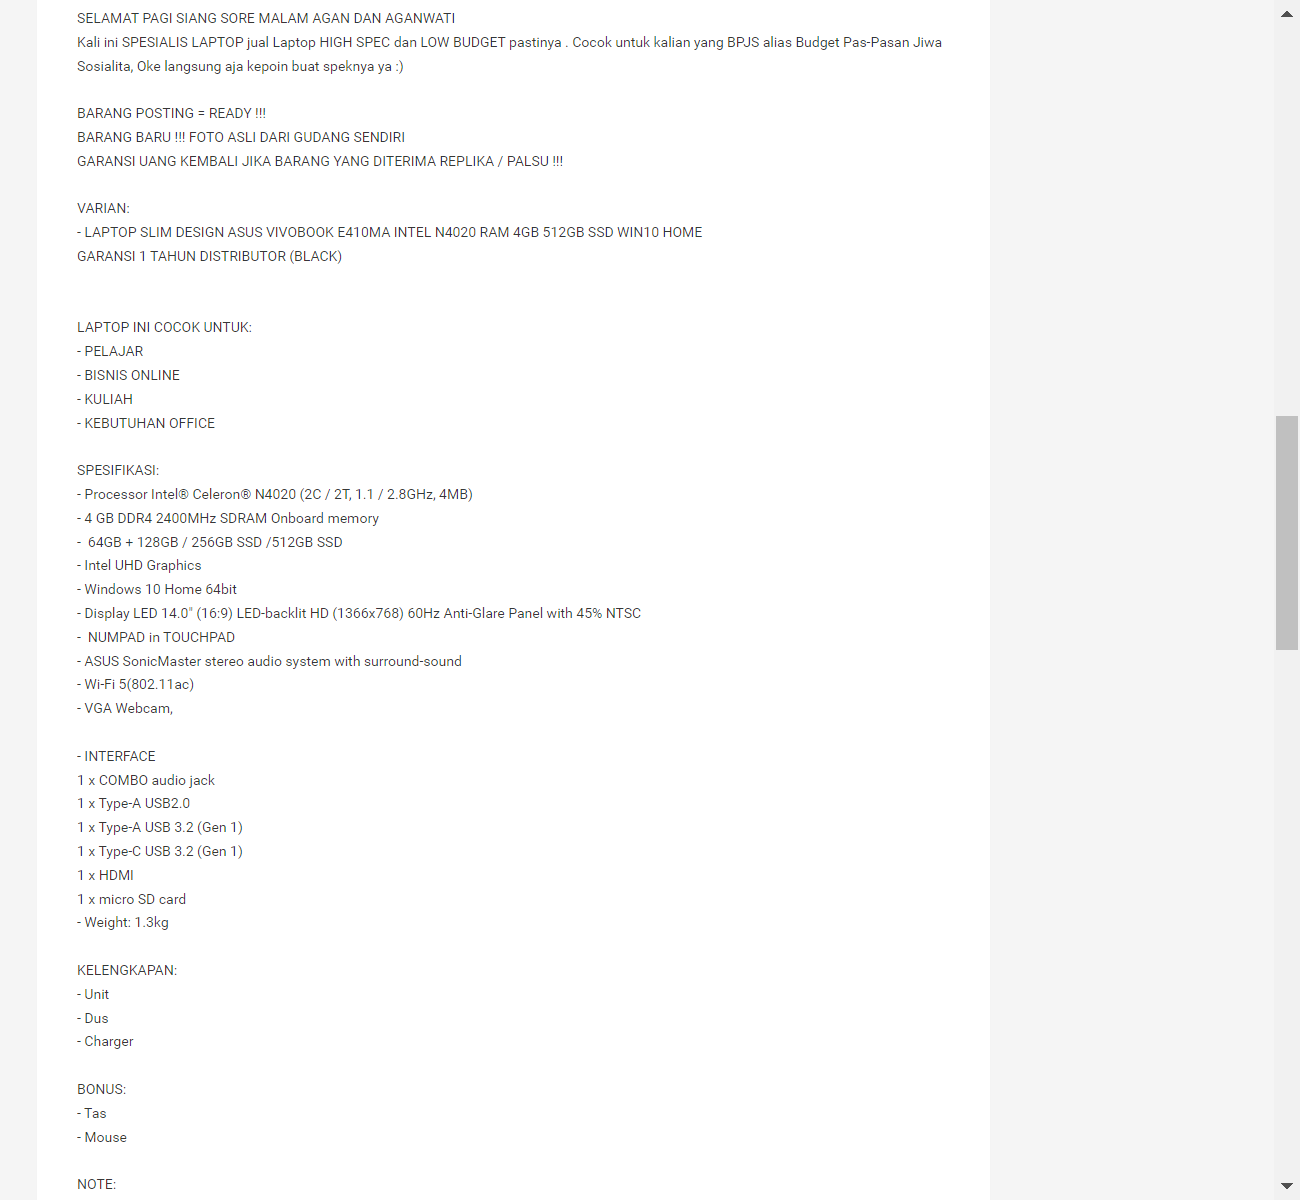 SELAMAT PAGI SIANG SORE MALAM AGAN DAN AGANWATI
Kali ini SPESIALIS LAPTOP jual Laptop HIGH SPEC dan LOW BUDGET pastinya . Cocok untuk kalian yang BPJS alias Budget Pas-Pasan Jiwa
Sosialita, Oke langsung aja kepoin buat speknya ya :)
BARANG POSTING = READY !!!
BARANG BARU !!! FOTO ASLI DARI GUDANG SENDIRI
GARANSI UANG KEMBALI JIKA BARANG YANG DITERIMA REPLIKA / PALSU !!!
VARIAN:
- LAPTOP SLIM DESIGN ASUS VIVOBOOK E410MA INTEL N4020 RAM 4GB 512GB SSD WIN10 HOME
GARANSI 1 TAHUN DISTRIBUTOR (BLACK)
LAPTOP INI COCOK UNTUK:
- PELAJAR
- BISNIS ONLINE
- KULIAH
- KEBUTUHAN OFFICE
SPESIFIKASI:
- Processor Intel® Celeron® N4020 (2C / 2T, 1.1 / 2.8GHz, 4MB)
- 4 GB DDR4 2400MHz SDRAM Onboard memory
-  64GB + 128GB / 256GB SSD /512GB SSD
- Intel UHD Graphics
- Windows 10 Home 64bit
- Display LED 14.0" (16:9) LED-backlit HD (1366x768) 60Hz Anti-Glare Panel with 45% NTSC
-  NUMPAD in TOUCHPAD
- ASUS SonicMaster stereo audio system with surround-sound
- Wi-Fi 5(802.11ac)
- VGA Webcam,
- INTERFACE
1 x COMBO audio jack
1 x Type-A USB2.0
1 x Type-A USB 3.2 (Gen 1)
1 x Type-C USB 3.2 (Gen 1)
1 x HDMI
1 x micro SD card
- Weight: 1.3kg
KELENGKAPAN:
- Unit
- Dus
- Charger
BONUS:
- Tas
- Mouse
NOTE: